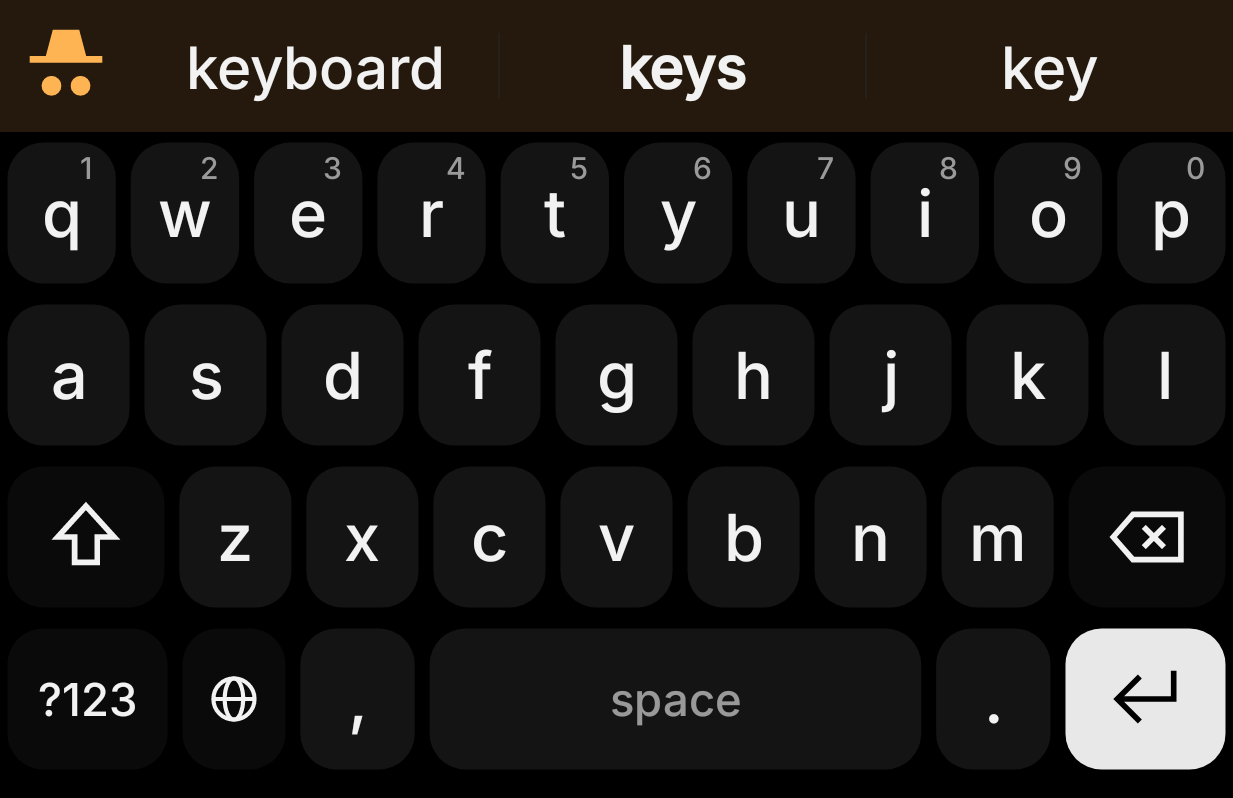 keyboard keys key
1 2 3 4 5 6 7 8 9 0
q w e r t y u i o p
a s d f g h j k l
z x c v b n m
?123 , space .